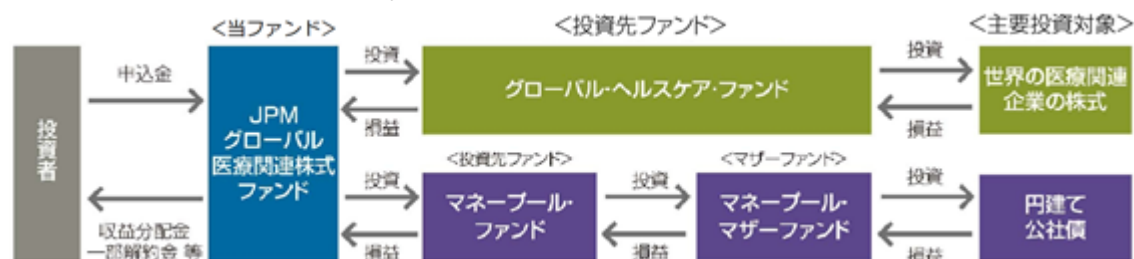 <当ファンド>
<投資先ファンド>
<主要投資対象>
投資者
申込金
収益分配金
一部解約金 等
JPM
グローバル
医療関連株式
ファンド
投資
損益
グローバル・ヘルスケア・ファンド
投資
損益
世界の医療関連
企業の株式
投資
損益
<投資先ファンド>
マネープール・
ファンド
投資
損益
<マザーファンド>
マネープール・
マザーファンド
投資
損益
円建て
公社債